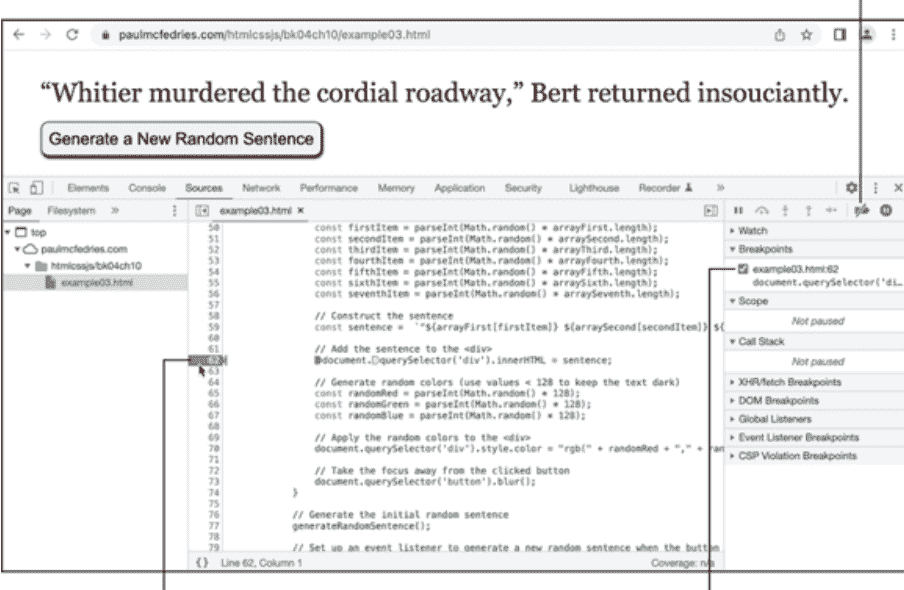 paulmcfedries.com/htmlcssjs/bk04ch10/example03.html
“Whitier murdered the cordial roadway,” Bert returned insouciantly.
Generate a New Random Sentence
Elements Console Sources Network Performance Memory Application Security Lighthouse Recorder »
Page Filesystem » example03.html ×
top
paulmcfedries.com
htmlcssjs/bk04ch10
example03.html
50 const firstItem = parseInt(Math.random() * arrayFirst.length);
51 const secondItem = parseInt(Math.random() * arraySecond.length);
52 const thirdItem = parseInt(Math.random() * arrayThird.length);
53 const fourthItem = parseInt(Math.random() * arrayFourth.length);
54 const fifthItem = parseInt(Math.random() * arrayFifth.length);
55 const sixthItem = parseInt(Math.random() * arraySixth.length);
56 const seventhItem = parseInt(Math.random() * arraySeventh.length);
57
58 // Construct the sentence
59 const sentence = `"${arrayFirst[firstItem]} ${arraySecond[secondItem]} ${
60
61 // Add the sentence to the <div>
62 document.querySelector('div').innerHTML = sentence;
63
64 // Generate random colors (use values < 128 to keep the text dark)
65 const randomRed = parseInt(Math.random() * 128);
66 const randomGreen = parseInt(Math.random() * 128);
67 const randomBlue = parseInt(Math.random() * 128);
68
69 // Apply the random colors to the <div>
70 document.querySelector('div').style.color = "rgb(" + randomRed + "," + ran
71
72 // Take the focus away from the clicked button
73 document.querySelector('button').blur();
74 }
75
76 // Generate the initial random sentence
77 generateRandomSentence();
78
79 // Set up an event listener to generate a new random sentence when the button
{} Line 62, Column 1 Coverage: n/a
Watch
Breakpoints
example03.html:62
document.querySelector('di…
Scope
Not paused
Call Stack
Not paused
XHR/fetch Breakpoints
DOM Breakpoints
Global Listeners
Event Listener Breakpoints
CSP Violation Breakpoints